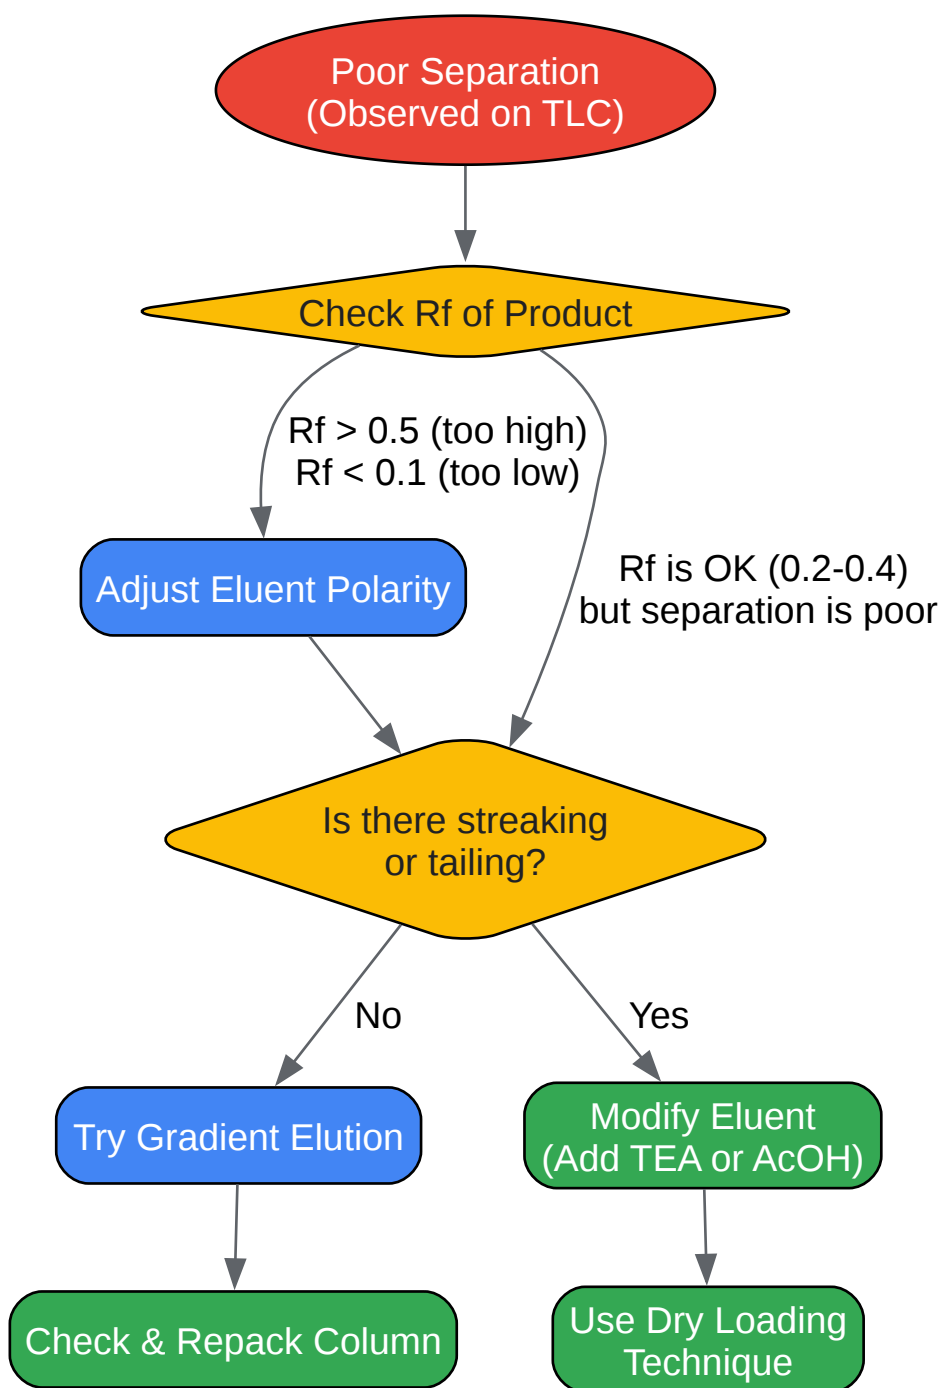 Poor Separation
(Observed on TLC)
Check Rf of Product
Rf > 0.5 (too high)
Rf < 0.1 (too low)
Rf is OK (0.2-0.4)
but separation is poor
Adjust Eluent Polarity
Is there streaking
or tailing?
No
Yes
Try Gradient Elution
Modify Eluent
(Add TEA or AcOH)
Check & Repack Column
Use Dry Loading
Technique